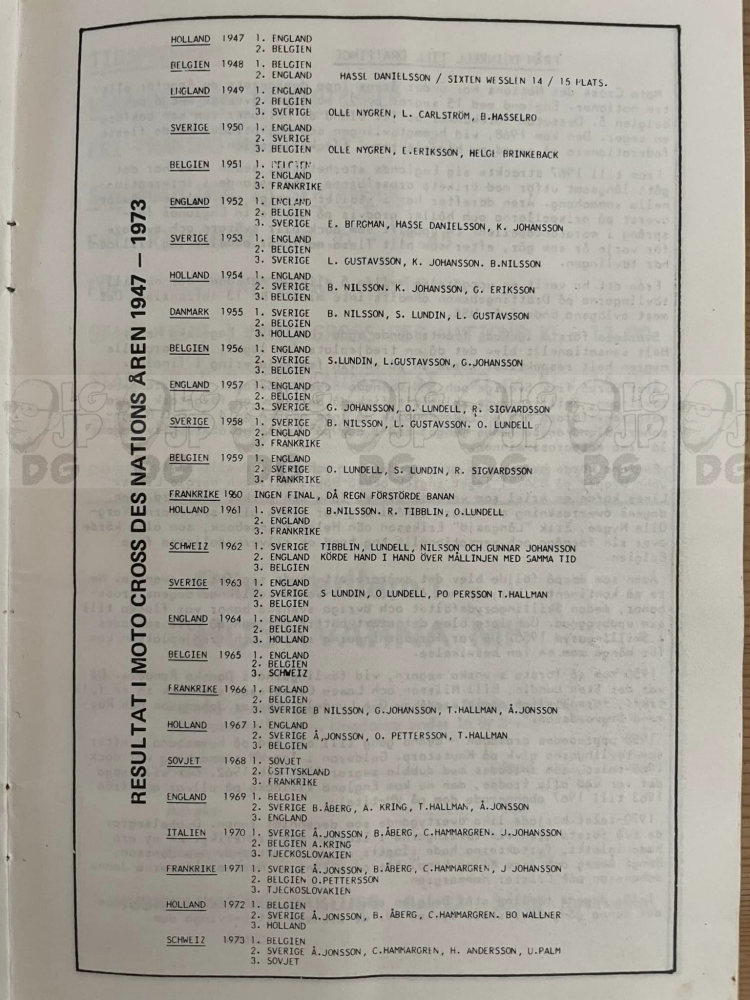 RESULTAT I MOTO CROSS DES NATIONS ÅREN 1947 – 1973
HOLLAND 1947 1. ENGLAND
2. BELGIEN
BELGIEN 1948 1. BELGIEN
2. ENGLAND HASSE DANIELSSON / SIXTEN WESSLEN 14 / 15 PLATS.
ENGLAND 1949 1. ENGLAND
2. BELGIEN
3. SVERIGE OLLE NYGREN, L. CARLSTRÖM, B.HASSELRO
SVERIGE 1950 1. ENGLAND
2. SVERIGE
3. BELGIEN OLLE NYGREN, E.ERIKSSON, HELGE BRINKEBACK
BELGIEN 1951 1. BELGIEN
2. ENGLAND
3. FRANKRIKE
ENGLAND 1952 1. ENGLAND
2. BELGIEN
3. SVERIGE E. BERGMAN, HASSE DANIELSSON, K. JOHANSSON
SVERIGE 1953 1. ENGLAND
2. BELGIEN
3. SVERIGE L. GUSTAVSSON, K. JOHANSSON. B.NILSSON
HOLLAND 1954 1. ENGLAND
2. SVERIGE B. NILSSON. K. JOHANSSON, G. ERIKSSON
3. BELGIEN
DANMARK 1955 1. SVERIGE B. NILSSON, S. LUNDIN, L. GUSTAVSSON
2. BELGIEN
3. HOLLAND
BELGIEN 1956 1. ENGLAND
2. SVERIGE S.LUNDIN, L.GUSTAVSSON, G.JOHANSSON
3. BELGIEN
ENGLAND 1957 1. ENGLAND
2. BELGIEN
3. SVERIGE G. JOHANSSON, O. LUNDELL, R. SIGVARDSSON
SVERIGE 1958 1. SVERIGE B. NILSSON, L. GUSTAVSSON. O. LUNDELL
2. ENGLAND
3. FRANKRIKE
BELGIEN 1959 1. ENGLAND
2. SVERIGE O. LUNDELL, S. LUNDIN, R. SIGVARDSSON
3. FRANKRIKE
FRANKRIKE 1960 INGEN FINAL, DÅ REGN FÖRSTÖRDE BANAN
HOLLAND 1961 1. SVERIGE B.NILSSON. R. TIBBLIN, O.LUNDELL
2. ENGLAND
3. FRANKRIKE
SCHWEIZ 1962 1. SVERIGE TIBBLIN, LUNDELL, NILSSON OCH GUNNAR JOHANSSON
2. ENGLAND KÖRDE HAND I HAND ÖVER MÅLLINJEN MED SAMMA TID
3. BELGIEN
SVERIGE 1963 1. ENGLAND
2. SVERIGE S LUNDIN, O LUNDELL, PO PERSSON T.HALLMAN
3. BELGIEN
ENGLAND 1964 1. ENGLAND
2. BELGIEN
3. HOLLAND
BELGIEN 1965 1. ENGLAND
2. BELGIEN
3. SCHWEIZ
FRANKRIKE 1966 1. ENGLAND
2. BELGIEN
3. SVERIGE B NILSSON, G.JOHANSSON, T.HALLMAN, Å.JONSSON
HOLLAND 1967 1. ENGLAND
2. SVERIGE Å,JONSSON, O. PETTERSSON, T.HALLMAN
3. BELGIEN
SOVJET 1968 1. SOVJET
2. ÖSTTYSKLAND
3. FRANKRIKE
ENGLAND 1969 1. BELGIEN
2. SVERIGE B.ÅBERG, A. KRING, T.HALLMAN, Å.JONSSON
3. ENGLAND
ITALIEN 1970 1. SVERIGE Å.JONSSON, B.ÅBERG, C.HAMMARGREN. J.JOHANSSON
2. BELGIEN A.KRING
3. TJECKOSLOVAKIEN
FRANKRIKE 1971 1. SVERIGE Å.JONSSON, B.ÅBERG, C.HAMMARGREN, J JOHANSSON
2. BELGIEN O.PETTERSSON
3. TJECKOSLOVAKIEN
HOLLAND 1972 1. BELGIEN
2. SVERIGE Å.JONSSON, B. ÅBERG, C.HAMMARGREN. BO WALLNER
3. HOLLAND
SCHWEIZ 1973 1. BELGIEN
2. SVERIGE Å.JONSSON, C.HAMMARGREN, H. ANDERSSON, U.PALM
3. SOVJET
LG
JP
DG